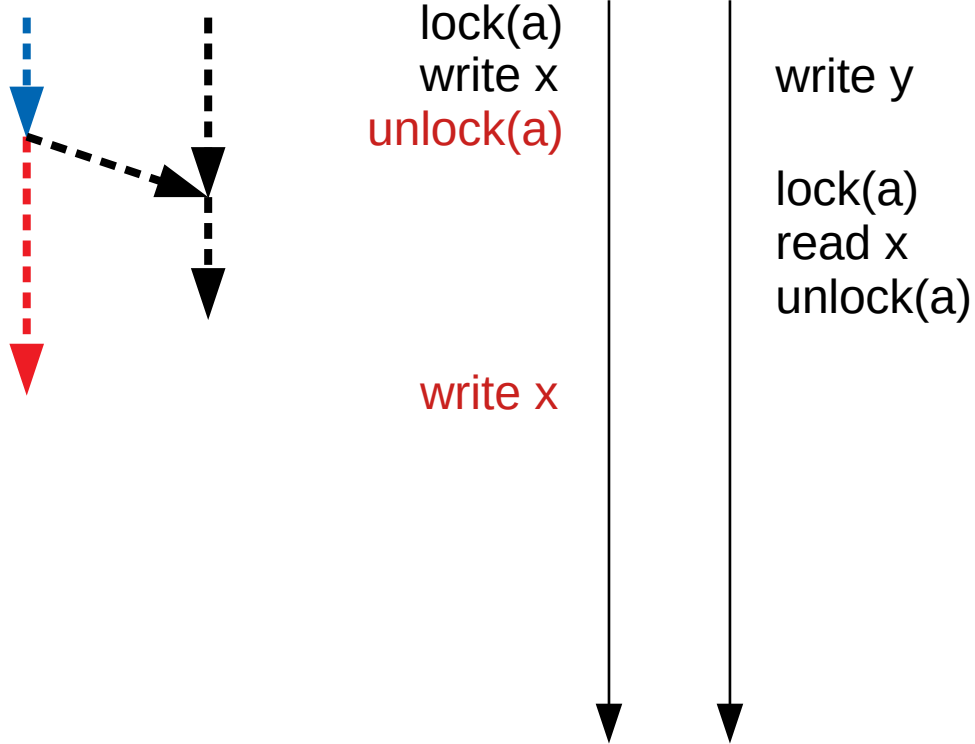 lock(a)
write x
unlock(a)
write x
write y
lock(a)
read x
unlock(a)